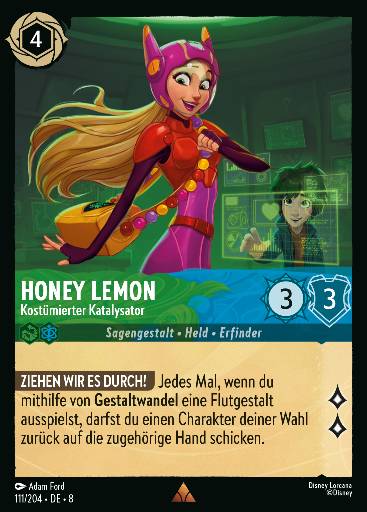 4
HONEY LEMON
Kostümierter Katalysator
3
3
Sagengestalt • Held • Erfinder
ZIEHEN WIR ES DURCH! Jedes Mal, wenn du
mithilfe von Gestaltwandel eine Flutgestalt
ausspielst, darfst du einen Charakter deiner Wahl
zurück auf die zugehörige Hand schicken.
Adam Ford
111/204 • DE • 8
Disney Lorcana
©Disney